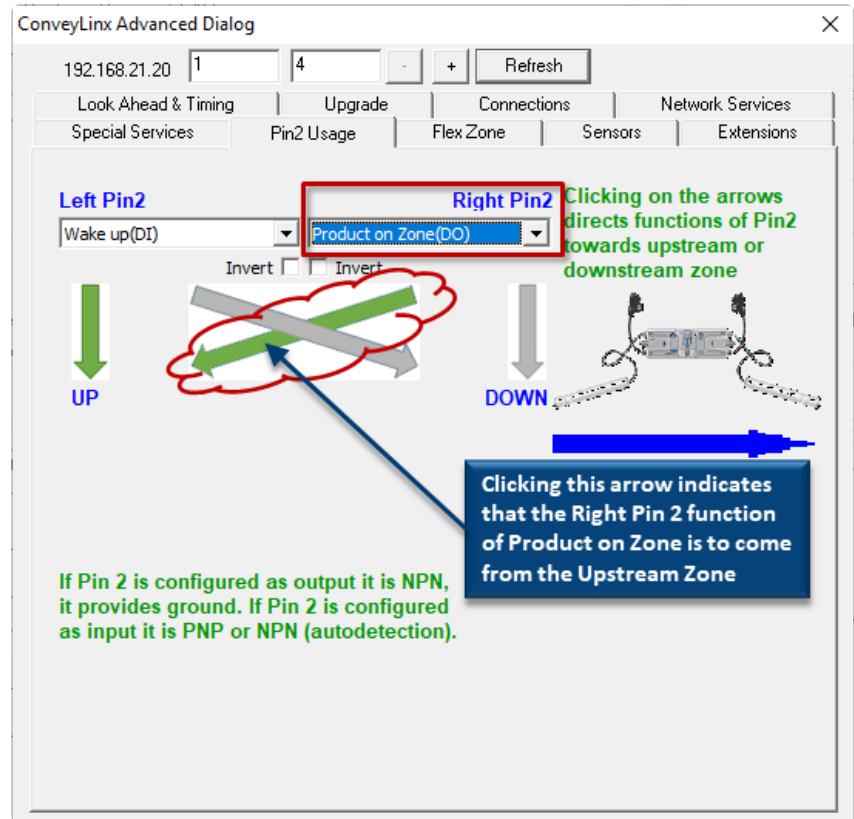 ConveyLinx Advanced Dialog
192.168.21.20 1 4 - + Refresh
Look Ahead & Timing Upgrade Connections Network Services
Special Services Pin2 Usage Flex Zone Sensors Extensions
Left Pin2 Right Pin2
Wake up(DI) Product on Zone(DO)
Invert Invert
Clicking on the arrows
directs functions of Pin2
towards upstream or
downstream zone
UP DOWN
Clicking this arrow indicates
that the Right Pin 2 function
of Product on Zone is to come
from the Upstream Zone
If Pin 2 is configured as output it is NPN,
it provides ground. If Pin 2 is configured
as input it is PNP or NPN (autodetection).